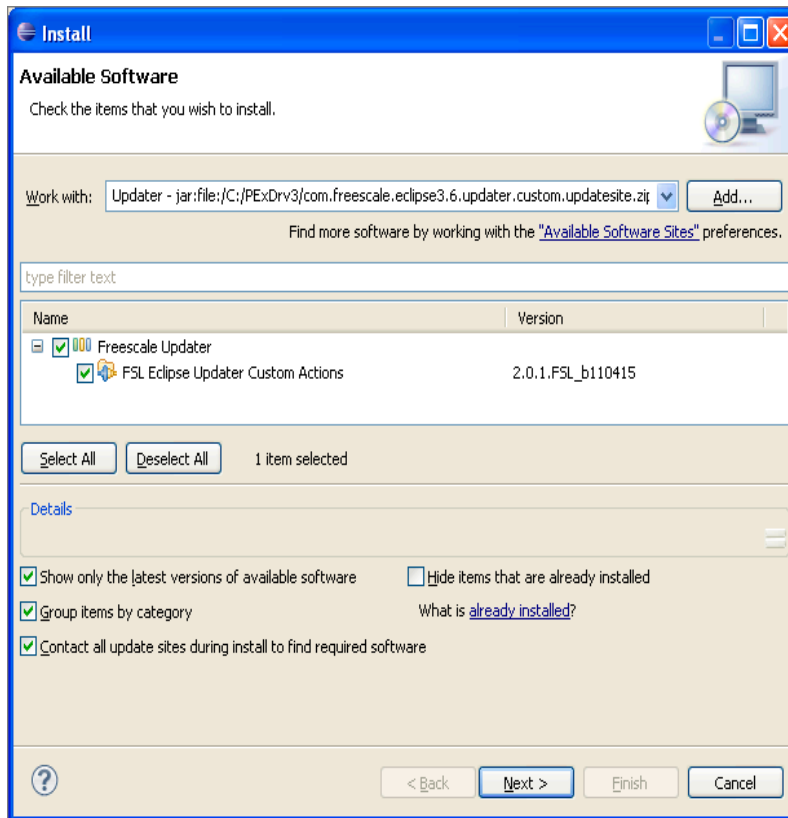 Install
Available Software
Check the items that you wish to install.
Work with: Updater - jar:file:/C:/PExDrv3/com.freescale.eclipse3.6.updater.custom.updatesite.zip Add...
Find more software by working with the "Available Software Sites" preferences.
type filter text
Name Version
Freescale Updater
FSL Eclipse Updater Custom Actions 2.0.1.FSL_b110415
Select All Deselect All 1 item selected
Details
Show only the latest versions of available software Hide items that are already installed
Group items by category What is already installed?
Contact all update sites during install to find required software
? < Back Next > Finish Cancel